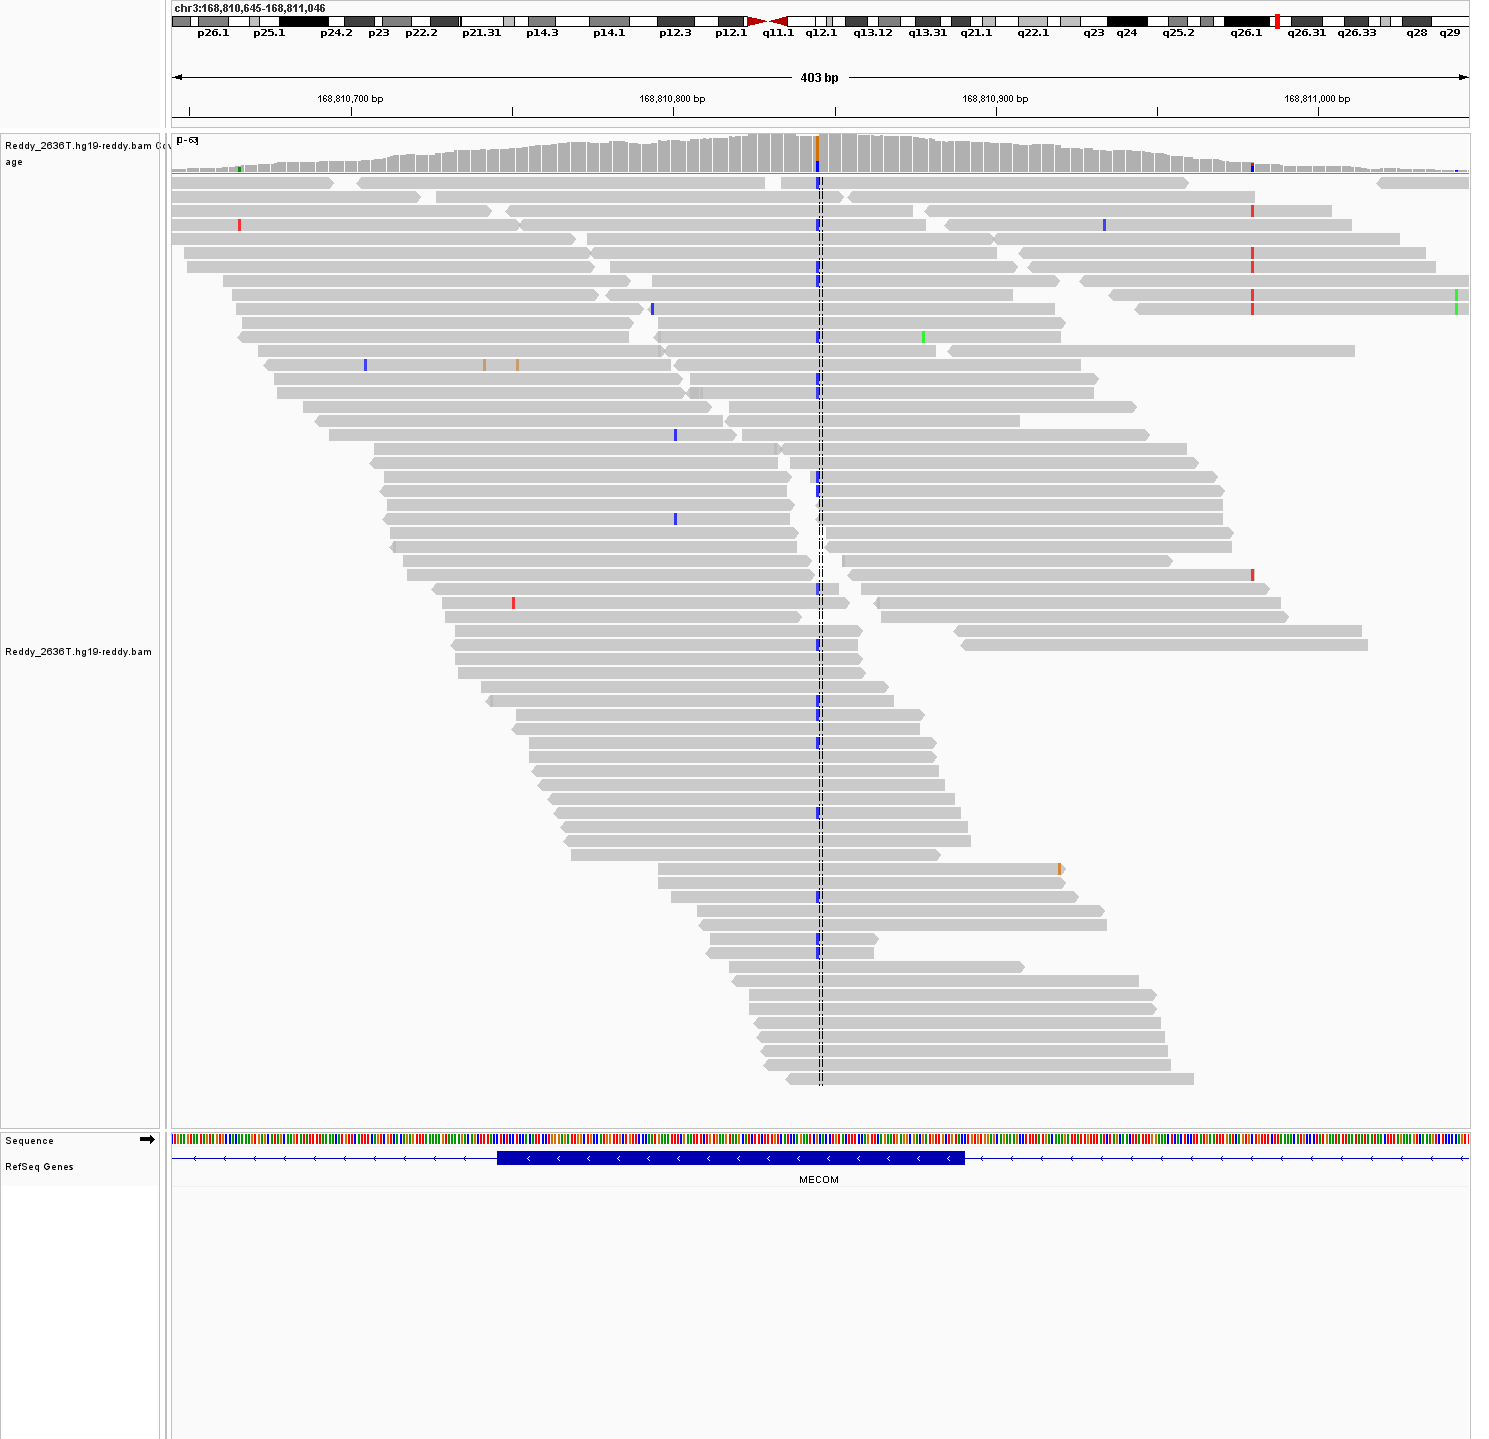 chr3:168,810,645-168,811,046
p26.1 p25.1 p24.2 p23 p22.2 p21.31 p14.3 p14.1 p12.3 p12.1 q11.1 q12.1 q13.12 q13.31 q21.1 q22.1 q23 q24 q25.2 q26.1 q26.31 q26.33 q28 q29
403 bp
168,810,700 bp 168,810,800 bp 168,810,900 bp 168,811,000 bp
[0-63]
Reddy_2636T.hg19-reddy.bam Cov
age
Reddy_2636T.hg19-reddy.bam
Sequence
RefSeq Genes
MECOM